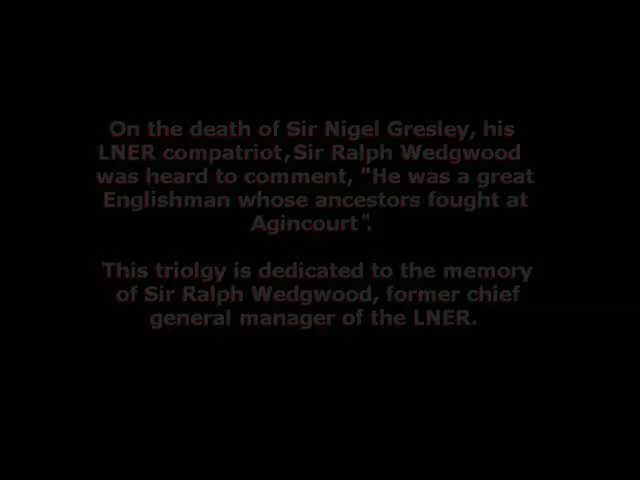 On the death of Sir Nigel Gresley, his
LNER compatriot,Sir Ralph Wedgwood
was heard to comment, "He was a great
Englishman whose ancestors fought at
Agincourt".
This triolgy is dedicated to the memory
of Sir Ralph Wedgwood, former chief
general manager of the LNER.